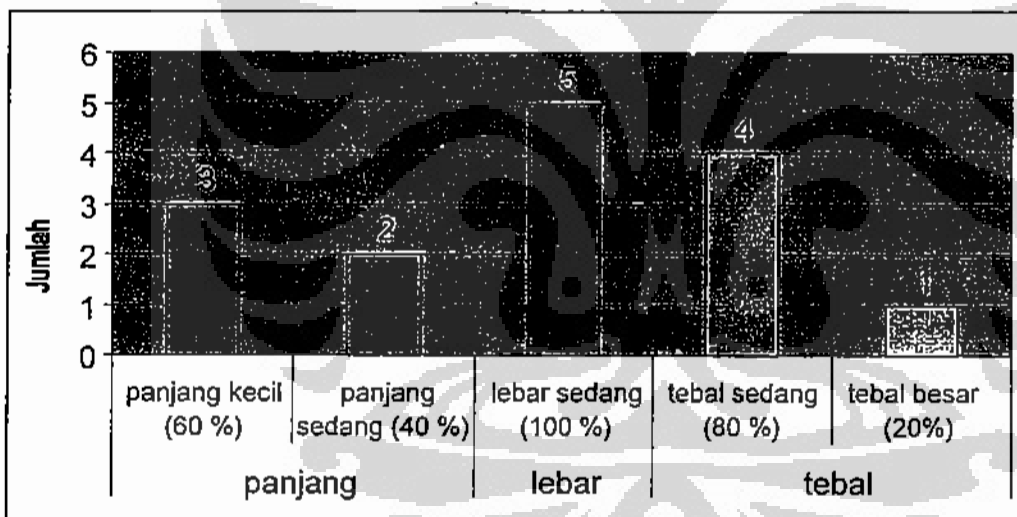 6
5
4
3
2
1
0
Jumlah
3
2
5
4
1
panjang kecil
(60 %)
panjang
sedang (40 %)
lebar sedang
(100 %)
tebal sedang
(80 %)
tebal besar
(20%)
panjang
lebar
tebal